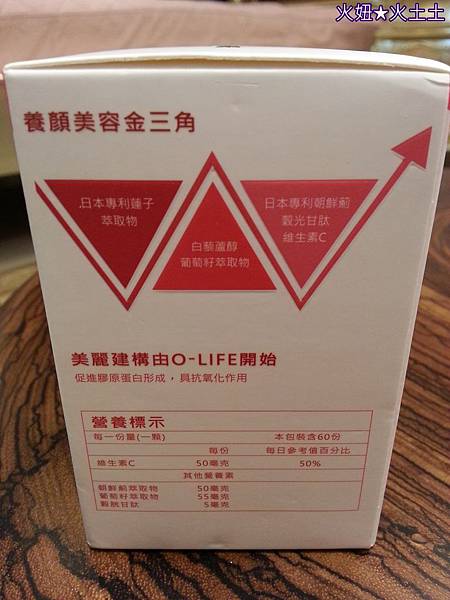 火妞★火土土
養顏美容金三角
日本專利蓮子
萃取物
白藜蘆醇
葡萄籽萃取物
日本專利朝鮮薊
穀光甘肽
維生素C
美麗建構由O-LIFE開始
促進膠原蛋白形成，具抗氧化作用
營養標示
每一份量(一顆) 本包裝含60份
每份 每日參考值百分比
維生素C 50毫克 50%
其他營養素
朝鮮薊萃取物 50毫克
葡萄籽萃取物 55毫克
穀胱甘肽 5毫克